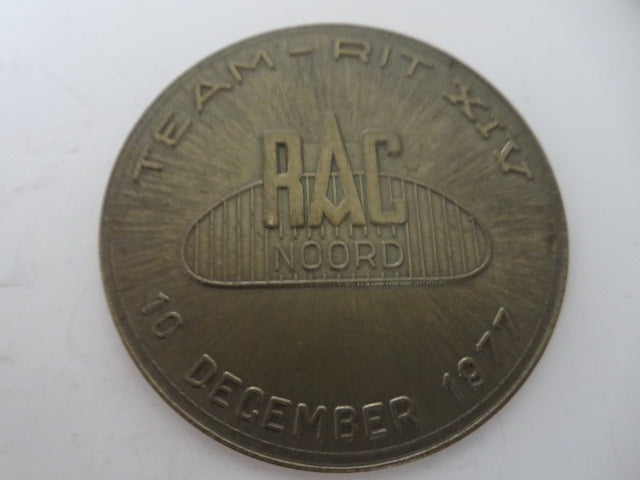 TEAM-RIT XIV
RAC
NOORD
10 DECEMBER 1977